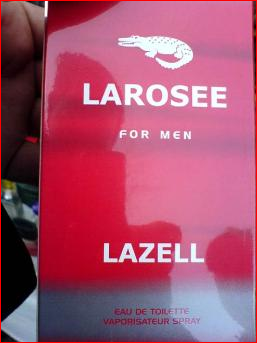 LAROSEE
FOR MEN
LAZELL
EAU DE TOILETTE
VAPORISATEUR SPRAY